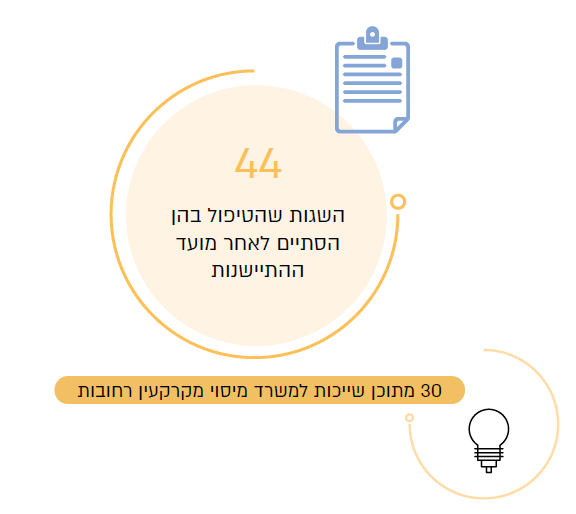 44
השגות שהטיפול בהן
הסתיים לאחר מועד
ההתיישנות
30 מתוכן שייכות למשרד מיסוי מקרקעין רחובות